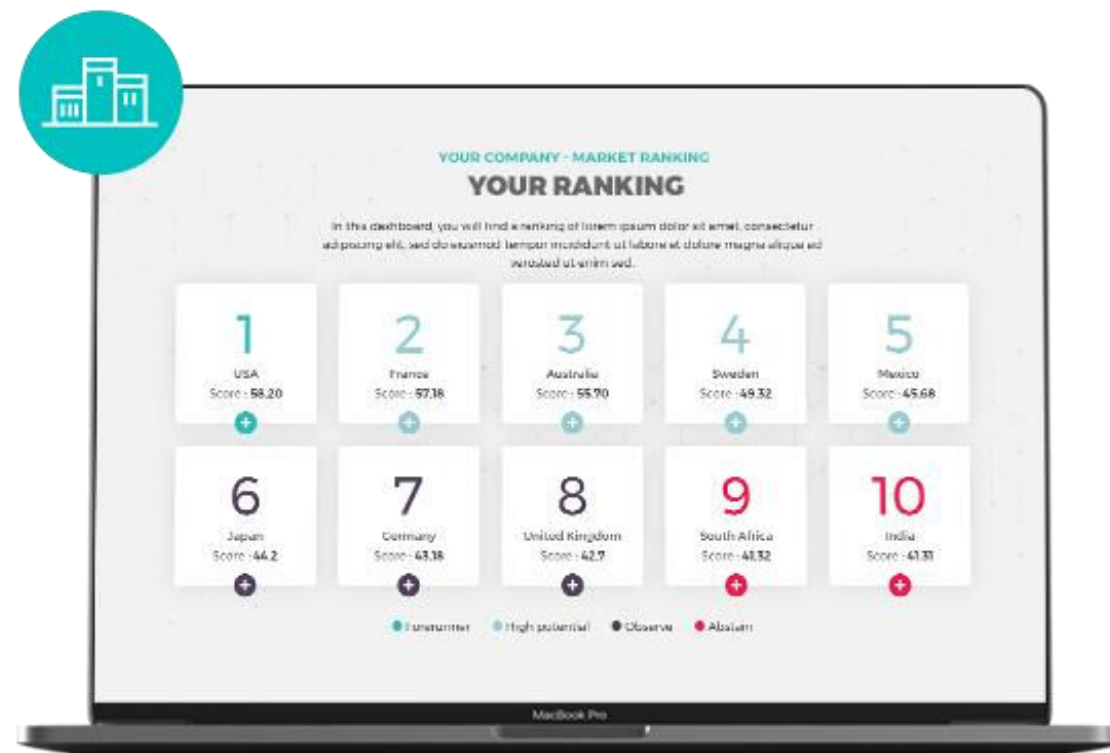 YOUR COMPANY - MARKET RANKING
YOUR RANKING
In this dashboard, you will find a ranking of lorem ipsum dolor sit amet, consectetur
adipiscing elit, sed do eiusmod tempor incididunt ut labore et dolore magna aliqua ad
ut enim sed.
1
USA
Score : 58.20
2
France
Score : 57.18
3
Australia
Score : 55.70
4
Sweden
Score : 49.32
5
Mexico
Score : 45.68
6
Japan
Score : 44.2
7
Germany
Score : 43.18
8
United Kingdom
Score : 42.7
9
South Africa
Score : 41.32
10
India
Score : 41.31
Forerunner High potential Observe Abstain
MacBook Pro